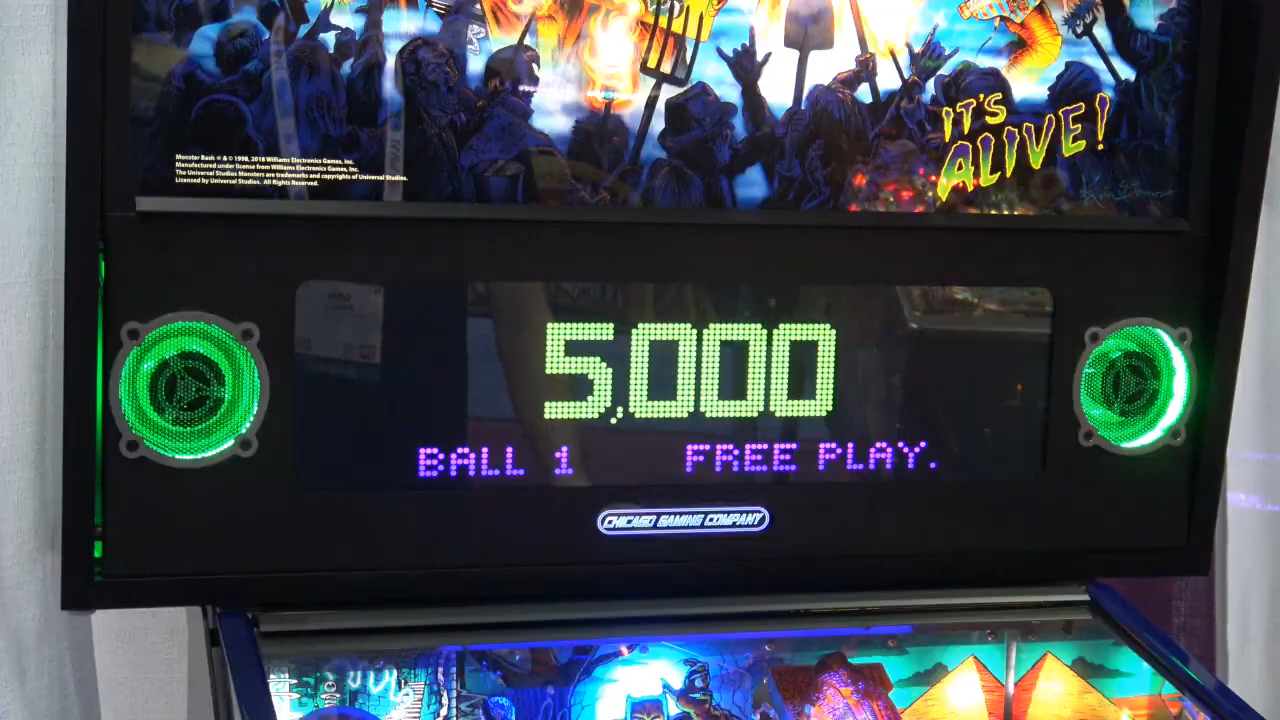 Monster Bash ® & © 1998, 2018 Williams Electronics Games, Inc.
Manufactured under license from Williams Electronics Games, Inc.
The Universal Studios Monsters are trademarks and copyrights of Universal Studios.
Licensed by Universal Studios. All Rights Reserved.
IT'S
ALIVE!
5,000
BALL 1 FREE PLAY.
CHICAGO GAMING COMPANY